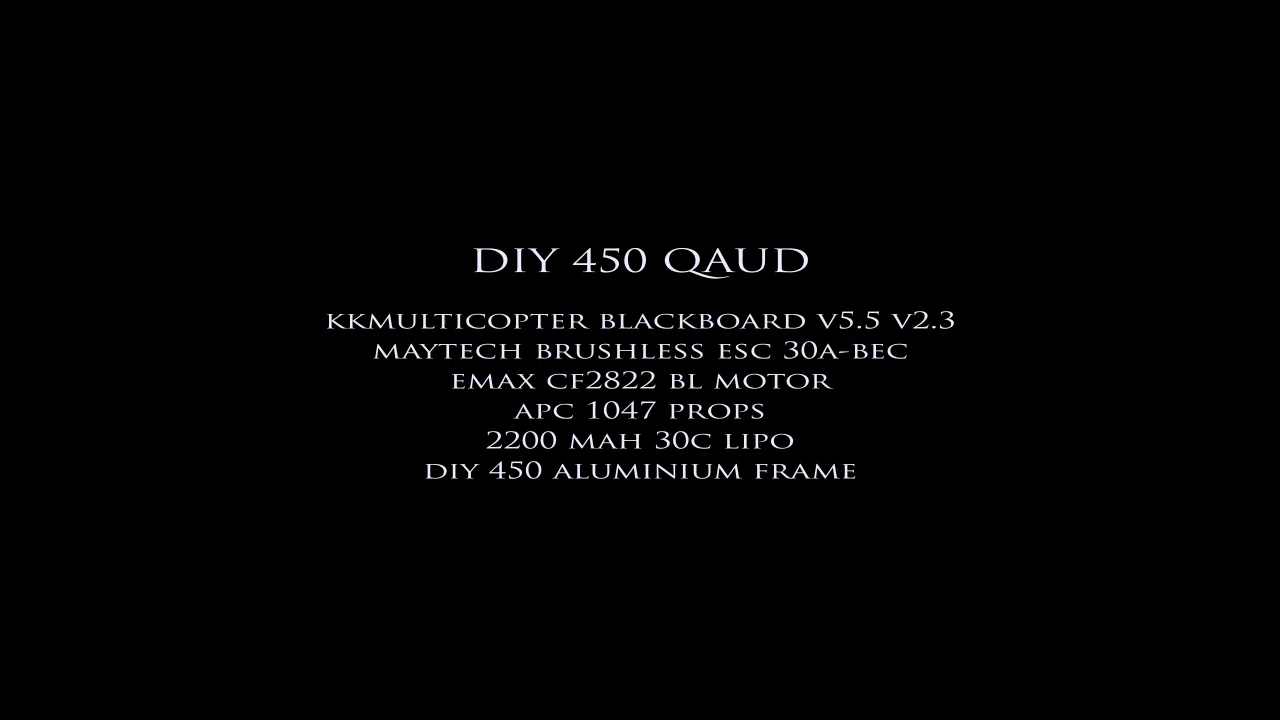 DIY 450 QAUD
KKMULTICOPTER BLACKBOARD V5.5 V2.3
MAYTECH BRUSHLESS ESC 30A-BEC
EMAX CF2822 BL MOTOR
APC 1047 PROPS
2200 MAH 30C LIPO
DIY 450 ALUMINIUM FRAME